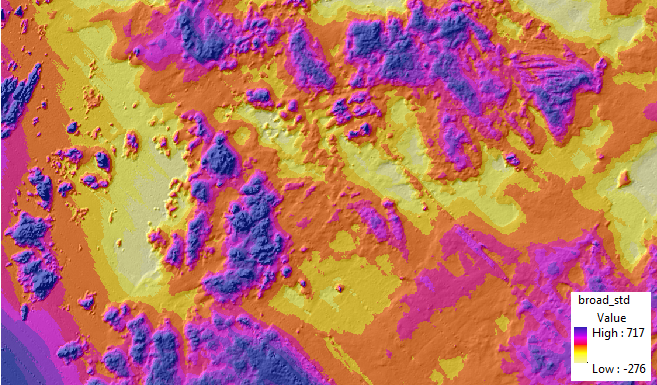 broad_std
Value
High : 717
Low : -276